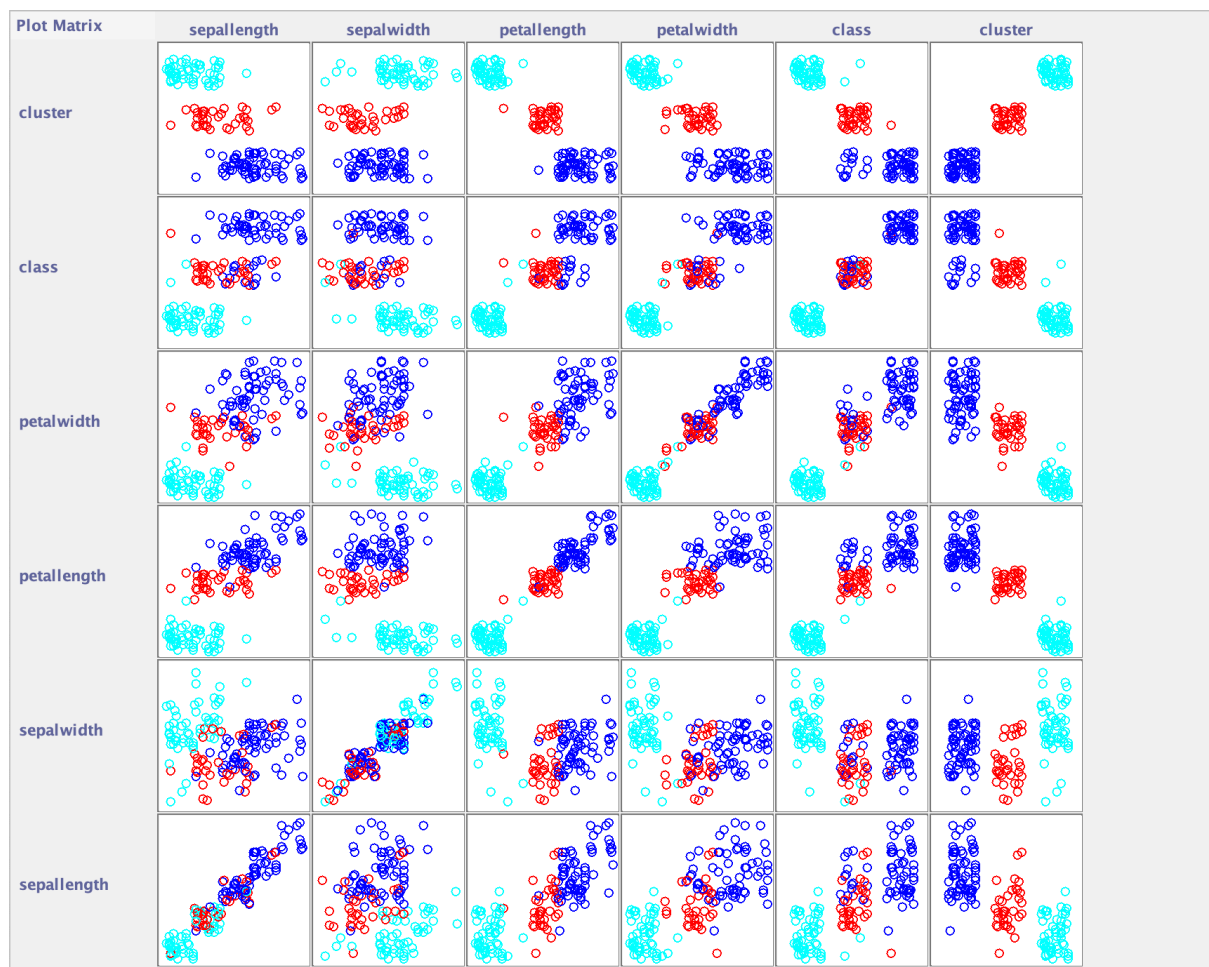 Plot Matrix
sepallength sepalwidth petallength petalwidth class cluster
cluster
class
petalwidth
petallength
sepalwidth
sepallength